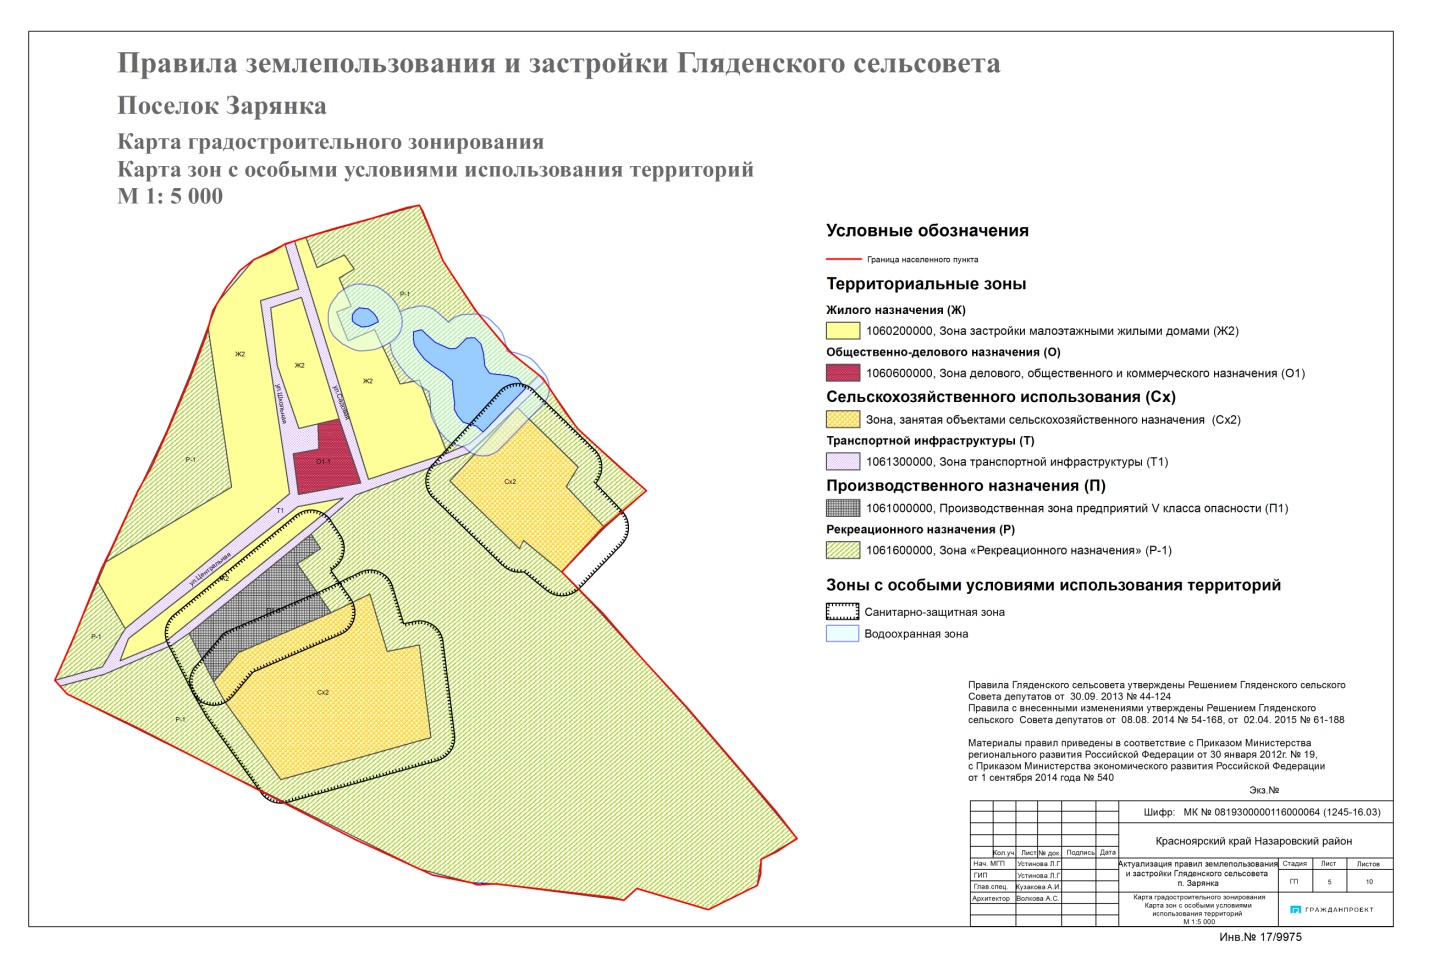 Правила землепользования и застройки Гляденского сельсовета
Поселок Зарянка
Карта градостроительного зонирования
Карта зон с особыми условиями использования территорий
М 1: 5 000
Р-1
Ж2
Ж2
Ж2
ул.Школьная
ул.Садовая
Р-1
О1-1
Сх2
Т1
ул.Центральная
Р-1
Сх2
Р-1
Условные обозначения
Граница населенного пункта
Территориальные зоны
Жилого назначения (Ж)
1060200000, Зона застройки малоэтажными жилыми домами (Ж2)
Общественно-делового назначения (О)
1060600000, Зона делового, общественного и коммерческого назначения (О1)
Сельскохозяйственного использования (Сх)
Зона, занятая объектами сельскохозяйственного назначения (Сх2)
Транспортной инфраструктуры (Т)
1061300000, Зона транспортной инфраструктуры (Т1)
Производственного назначения (П)
1061000000, Производственная зона предприятий V класса опасности (П1)
Рекреационного назначения (Р)
1061600000, Зона «Рекреационного назначения» (Р-1)
Зоны с особыми условиями использования территорий
Санитарно-защитная зона
Водоохранная зона
Правила Гляденского сельсовета утверждены Решением Гляденского сельского
Совета депутатов от 30.09. 2013 № 44-124
Правила с внесенными изменениями утверждены Решением Гляденского
сельского Совета депутатов от 08.08. 2014 № 54-168, от 02.04. 2015 № 61-188
Материалы правил приведены в соответствие с Приказом Министерства
регионального развития Российской Федерации от 30 января 2012г. № 19,
с Приказом Министерства экономического развития Российской Федерации
от 1 сентября 2014 года № 540
Экз.№
Шифр: МК № 0819300000116000064 (1245-16.03)
Красноярский край Назаровский район
Кол.уч. Лист № док. Подпись Дата
Нач. МГП Устинова Л.Г
ГИП Устинова Л.Г
Глав.спец. Кузакова А.И.
Архитектор Волкова А.С.
Актуализация правил землепользования
и застройки Гляденского сельсовета
п. Зарянка
Стадия Лист Листов
ГП 5 10
Карта градостроительного зонирования
Карта зон с особыми условиями
использования территорий
М 1:5 000
ГРАЖДАНПРОЕКТ
Инв.№ 17/9975